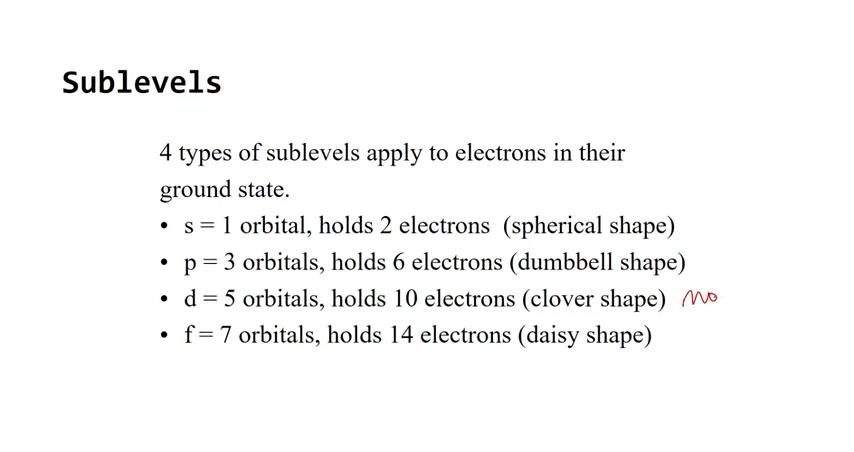 Sublevels
4 types of sublevels apply to electrons in their
ground state.
• s = 1 orbital, holds 2 electrons (spherical shape)
• p = 3 orbitals, holds 6 electrons (dumbbell shape)
• d = 5 orbitals, holds 10 electrons (clover shape)
• f = 7 orbitals, holds 14 electrons (daisy shape)